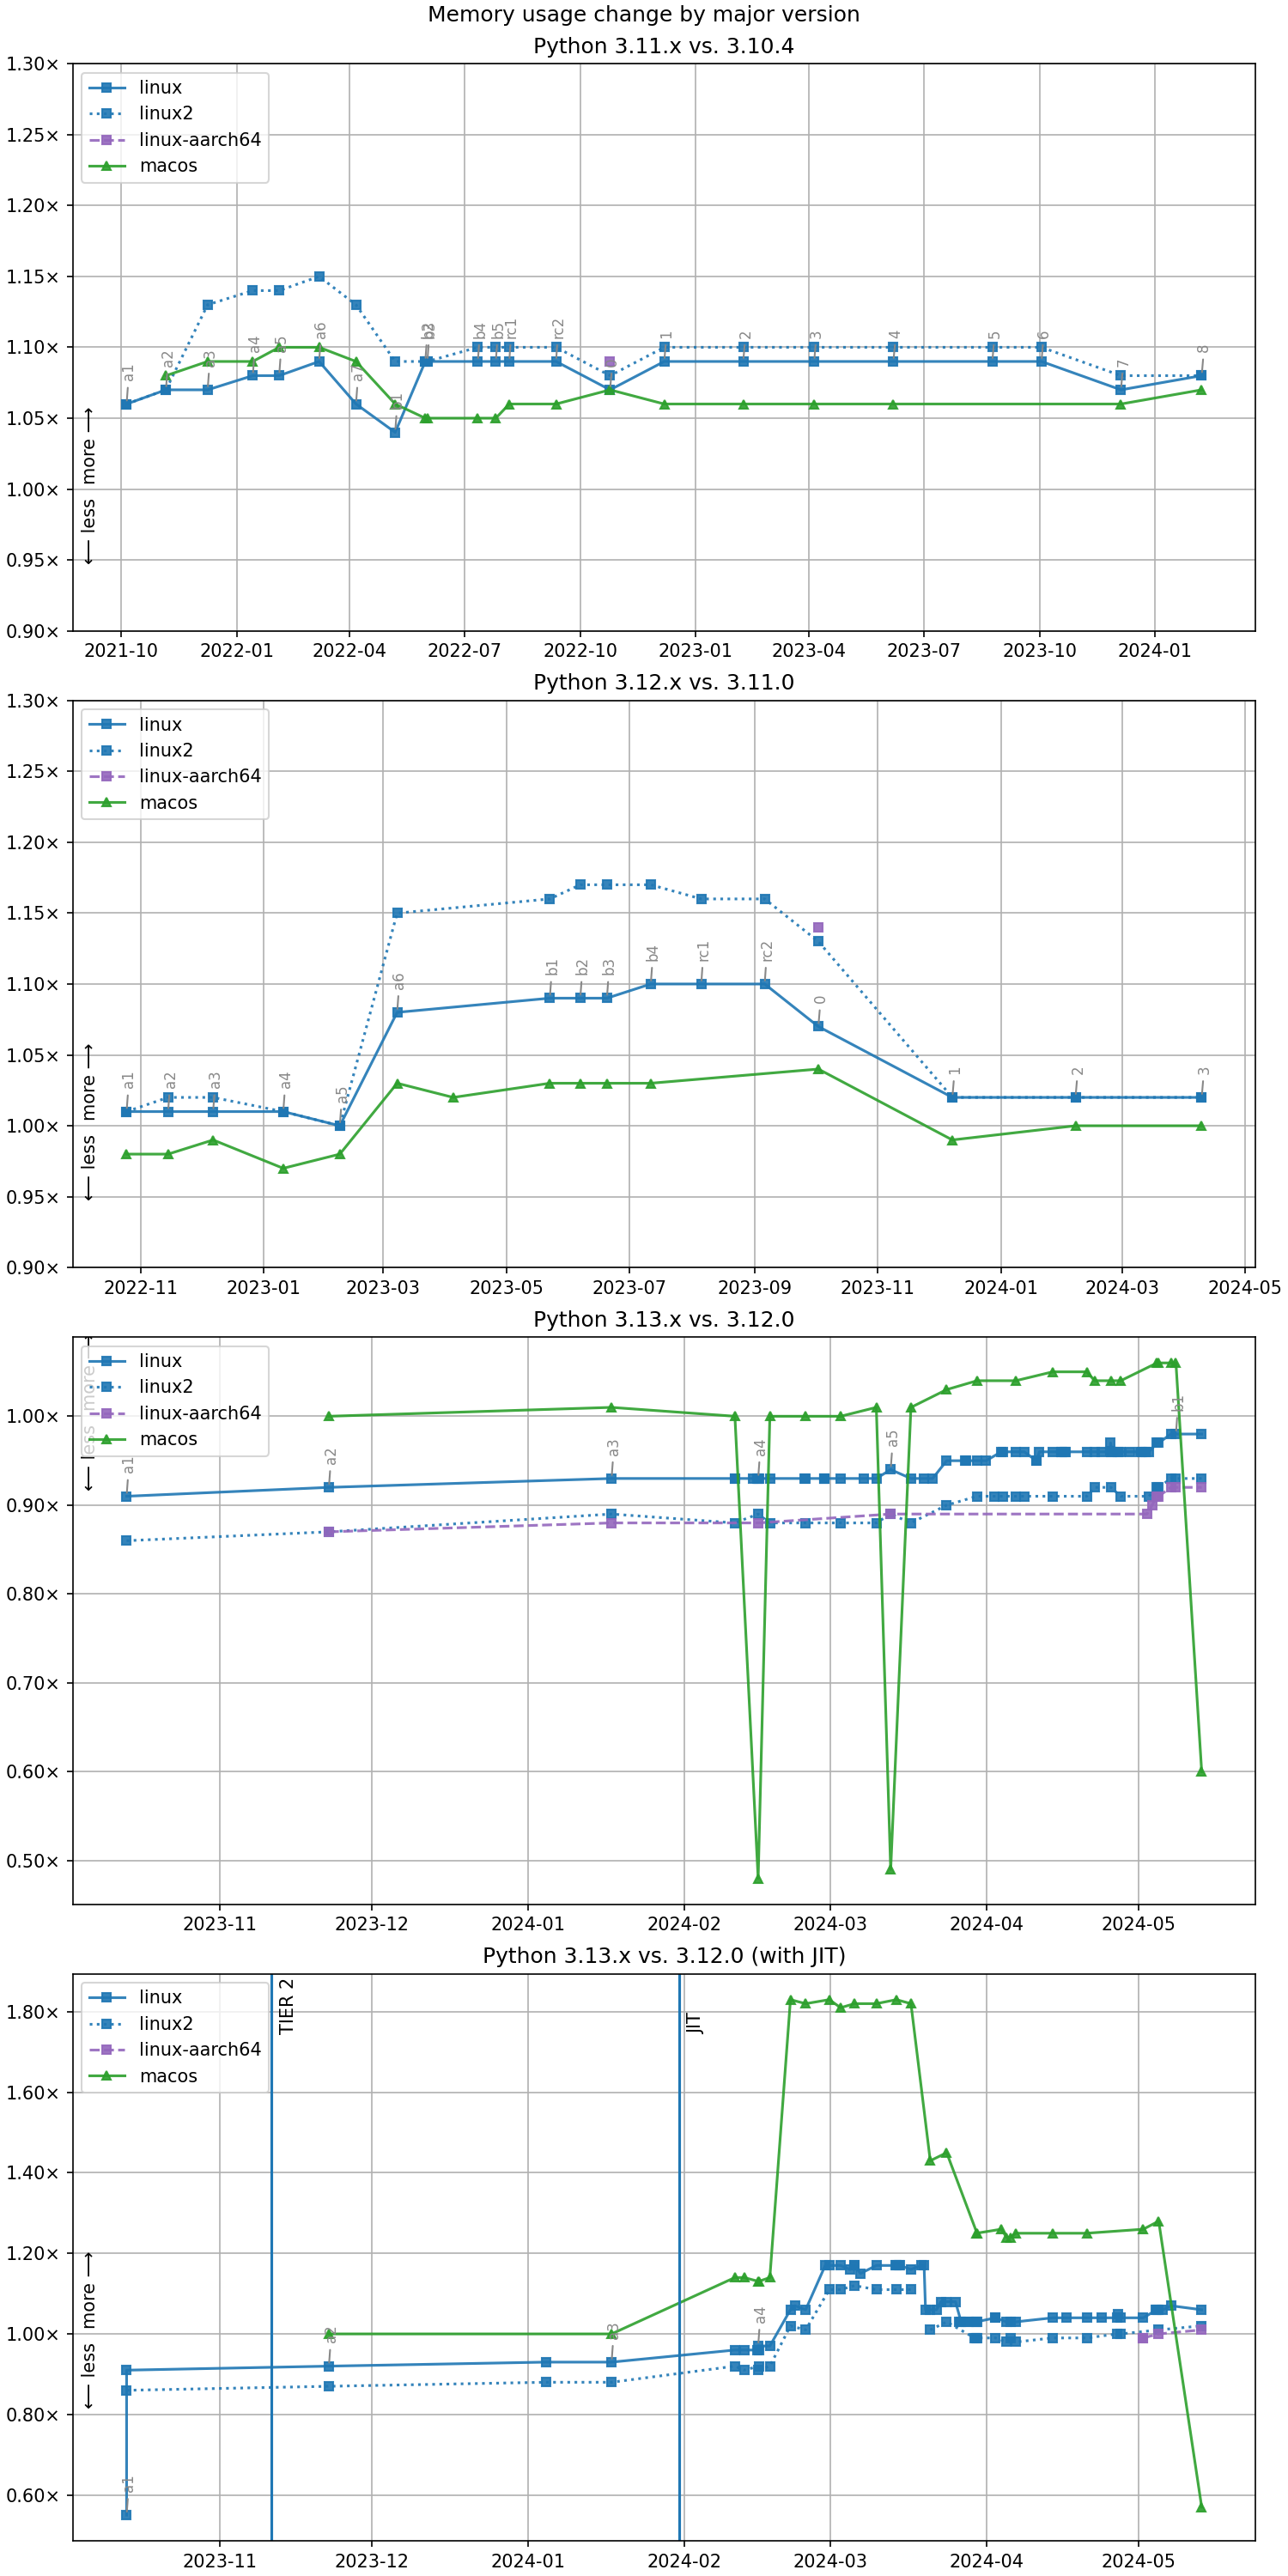 Memory usage change by major version
Python 3.11.x vs. 3.10.4
1.30×
1.25×
1.20×
1.15×
1.10×
1.05×
1.00×
0.95×
0.90×
linux
linux2
linux-aarch64
macos
← less more →
a1
a2
a3
a4
a5
a6
a7
b1
b3
b4
b5
rc1
rc2
1
2
3
4
5
6
7
8
2021-10
2022-01
2022-04
2022-07
2022-10
2023-01
2023-04
2023-07
2023-10
2024-01
Python 3.12.x vs. 3.11.0
1.30×
1.25×
1.20×
1.15×
1.10×
1.05×
1.00×
0.95×
0.90×
linux
linux2
linux-aarch64
macos
← less more →
a1
a2
a3
a4
a5
a6
b1
b2
b3
b4
rc1
rc2
0
1
2
3
2022-11
2023-01
2023-03
2023-05
2023-07
2023-09
2023-11
2024-01
2024-03
2024-05
Python 3.13.x vs. 3.12.0
1.00×
0.90×
0.80×
0.70×
0.60×
0.50×
linux
linux2
linux-aarch64
macos
← less more →
a1
a2
a3
a4
a5
b1
2023-11
2023-12
2024-01
2024-02
2024-03
2024-04
2024-05
Python 3.13.x vs. 3.12.0 (with JIT)
1.80×
1.60×
1.40×
1.20×
1.00×
0.80×
0.60×
linux
linux2
linux-aarch64
macos
TIER 2
JIT
← less more →
a1
a2
a3
a4
2023-11
2023-12
2024-01
2024-02
2024-03
2024-04
2024-05